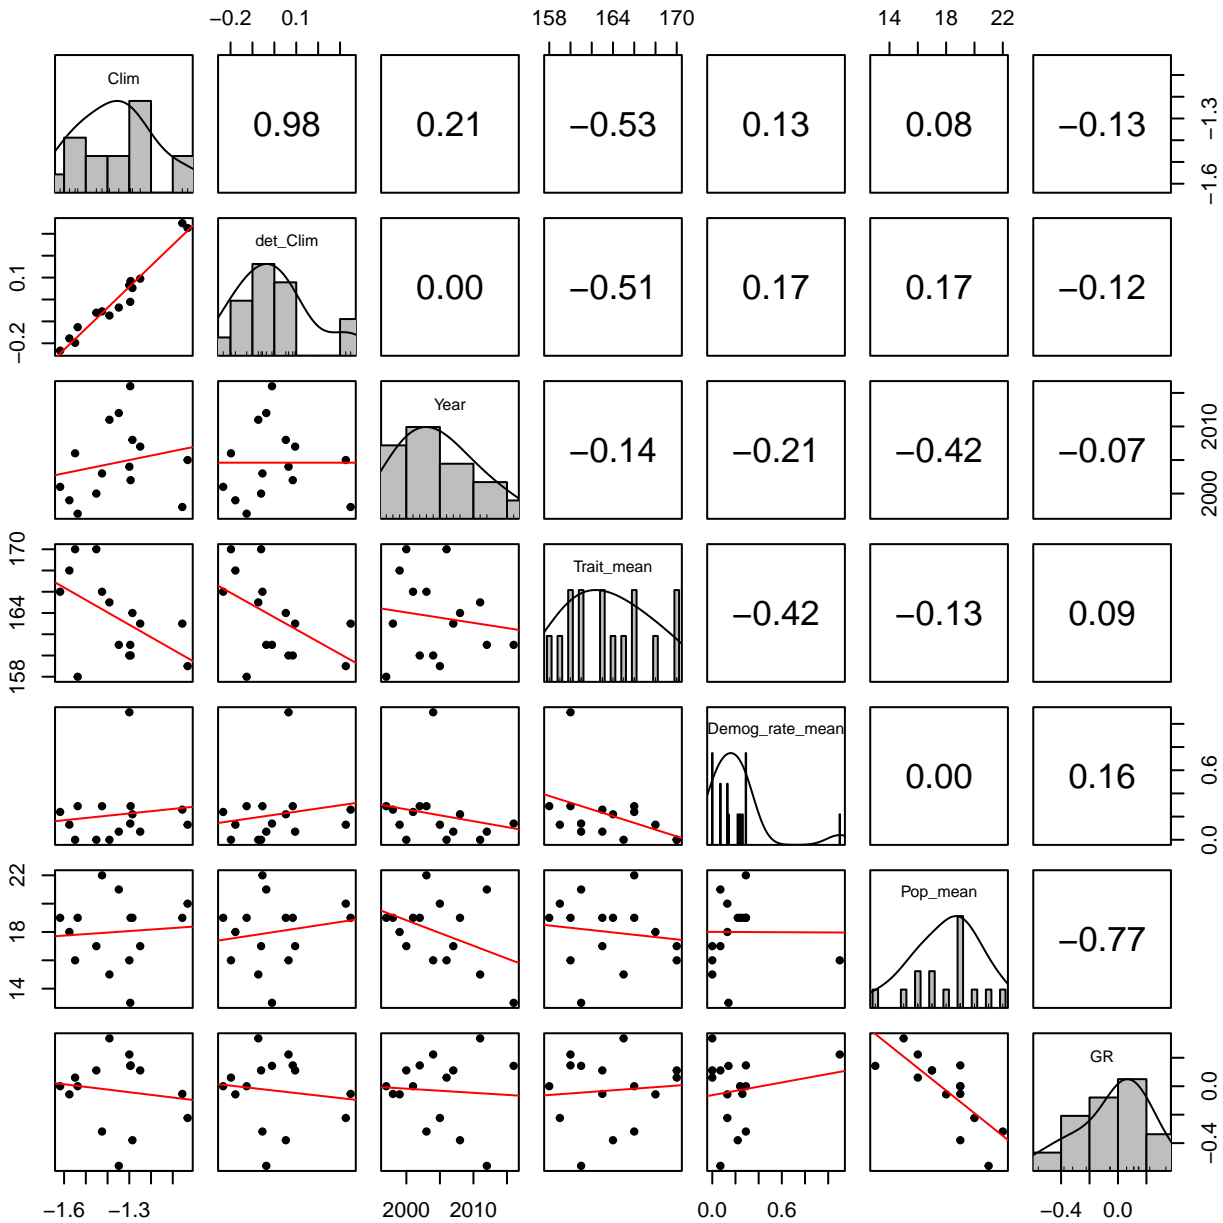 −0.2 0.1 158 164 170 14 18 22
Clim 0.98 0.21 −0.53 0.13 0.08 −0.13 −1.6 −1.3
−0.2 0.1 det_Clim 0.00 −0.51 0.17 0.17 −0.12
Year −0.14 −0.21 −0.42 −0.07 2000 2010
158 164 170 Trait_mean −0.42 −0.13 0.09
Demog_rate_mean 0.00 0.16 0.0 0.6
14 18 22 Pop_mean −0.77
GR −0.4 0.0
−1.6 −1.3 2000 2010 0.0 0.6 −0.4 0.0